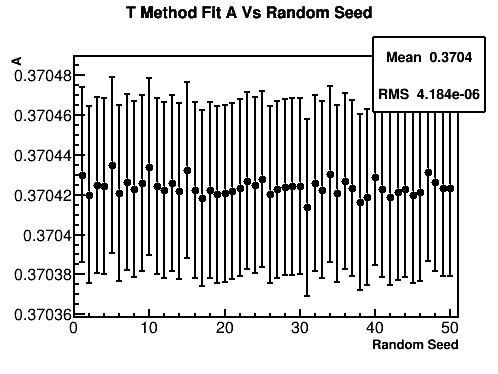 T Method Fit A Vs Random Seed
Mean 0.3704
RMS 4.184e-06
A
0.37048
0.37046
0.37044
0.37042
0.3704
0.37038
0.37036
0 10 20 30 40 50
Random Seed